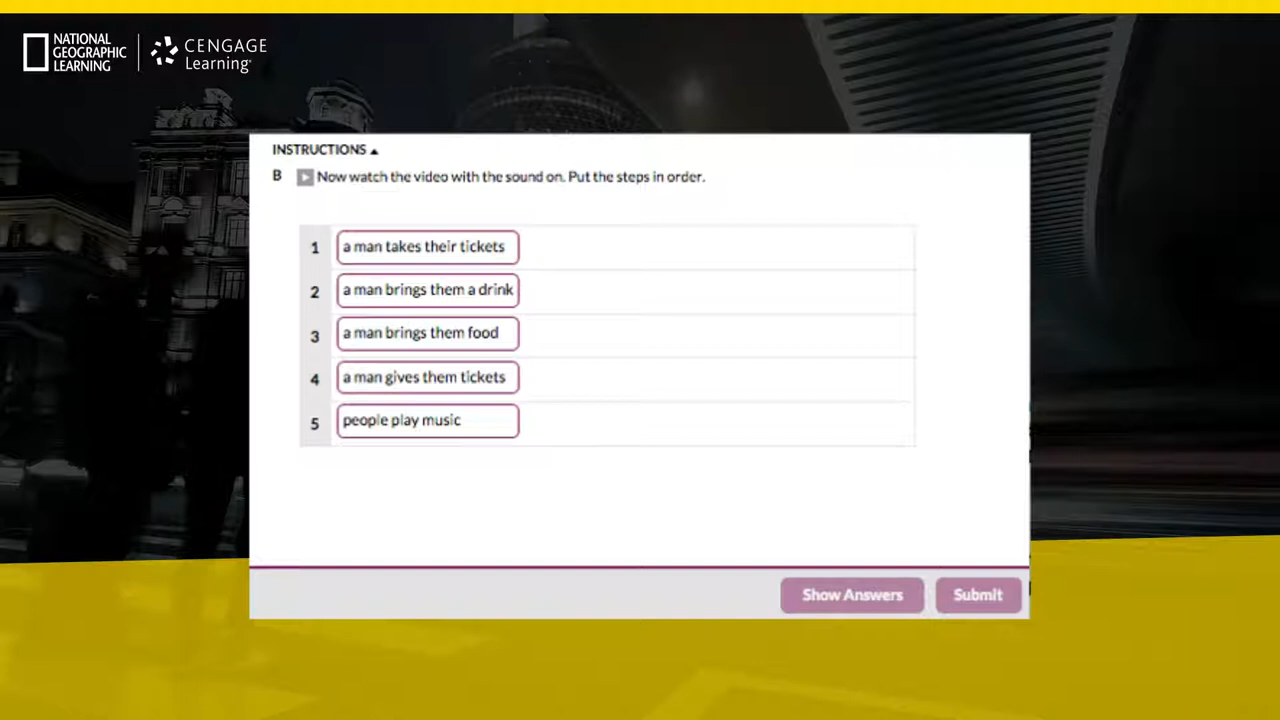 NATIONAL
GEOGRAPHIC
LEARNING
CENGAGE
Learning
INSTRUCTIONS
B Now watch the video with the sound on. Put the steps in order.
1 a man takes their tickets
2 a man brings them a drink
3 a man brings them food
4 a man gives them tickets
5 people play music
Show Answers Submit